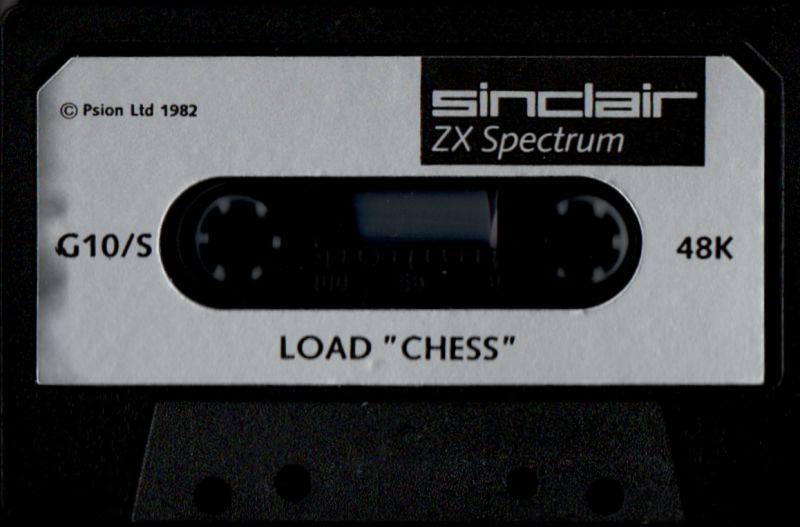 © Psion Ltd 1982
sinclair
ZX Spectrum
G10/S
48K
LOAD "CHESS"